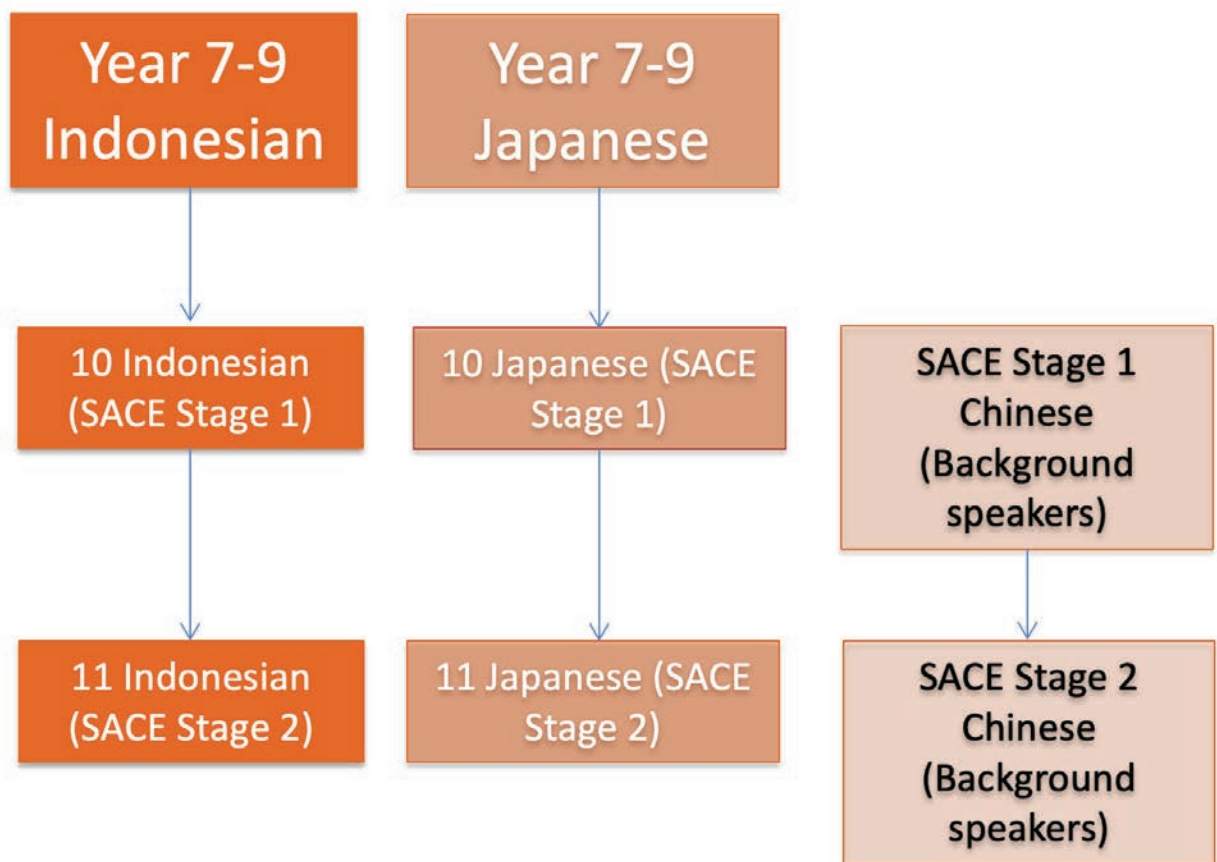 Year 7-9
Indonesian
Year 7-9
Japanese
10 Indonesian
(SACE Stage 1)
10 Japanese (SACE
Stage 1)
SACE Stage 1
Chinese
(Background
speakers)
11 Indonesian
(SACE Stage 2)
11 Japanese (SACE
Stage 2)
SACE Stage 2
Chinese
(Background
speakers)